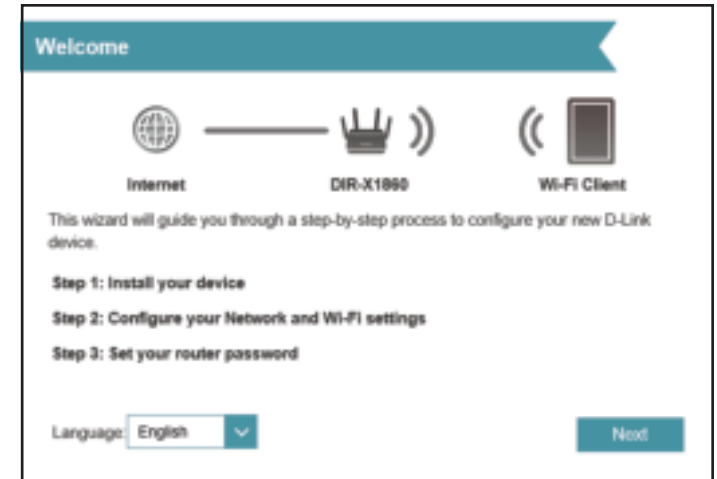 Welcome
Internet
DIR-X1860
Wi-Fi Client
This wizard will guide you through a step-by-step process to configure your new D-Link
device.
Step 1: Install your device
Step 2: Configure your Network and Wi-Fi settings
Step 3: Set your router password
Language: English
Next